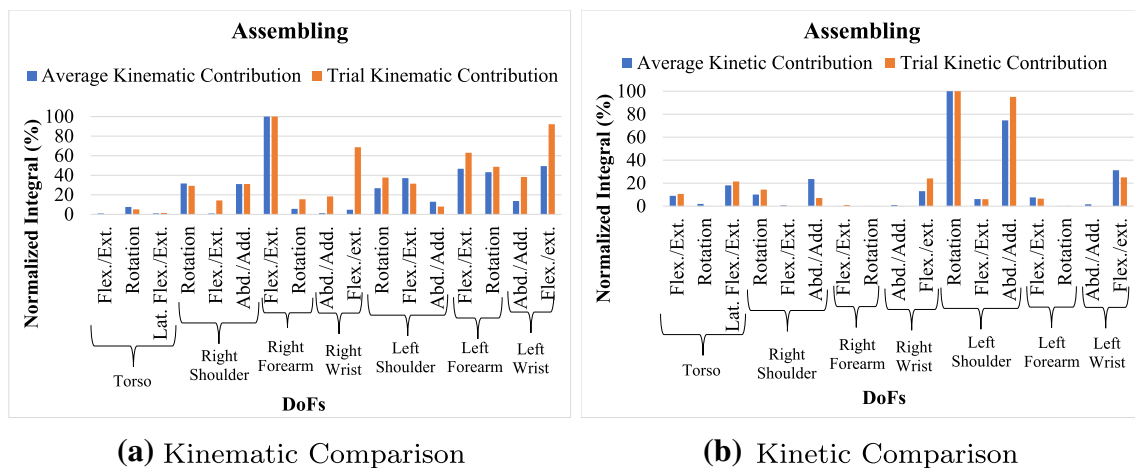 Assembling
Average Kinematic Contribution Trial Kinematic Contribution
Normalized Integral (%)
100
80
60
40
20
0
Flex./Ext.
Rotation
Lat. Flex./Ext.
Rotation
Flex./Ext.
Abd./Add.
Flex./Ext.
Rotation
Abd./Add.
Flex./ext.
Rotation
Flex./Ext.
Abd./Add.
Flex./Ext.
Rotation
Abd./Add.
Flex./ext.
Torso
Right
Shoulder
Right
Forearm
Right
Wrist
Left
Shoulder
Left
Forearm
Left
Wrist
DoFs
(a) Kinematic Comparison
Assembling
Average Kinetic Contribution Trial Kinetic Contribution
Normalized Integral (%)
100
80
60
40
20
0
Flex./Ext.
Rotation
Lat. Flex./Ext.
Rotation
Flex./Ext.
Abd./Add.
Flex./Ext.
Rotation
Abd./Add.
Flex./ext
Rotation
Flex./Ext.
Abd./Add.
Flex./Ext.
Rotation
Abd./Add.
Flex./ext.
Torso
Right
Shoulder
Right
Forearm
Right
Wrist
Left
Shoulder
Left
Forearm
Left
Wrist
DoFs
(b) Kinetic Comparison